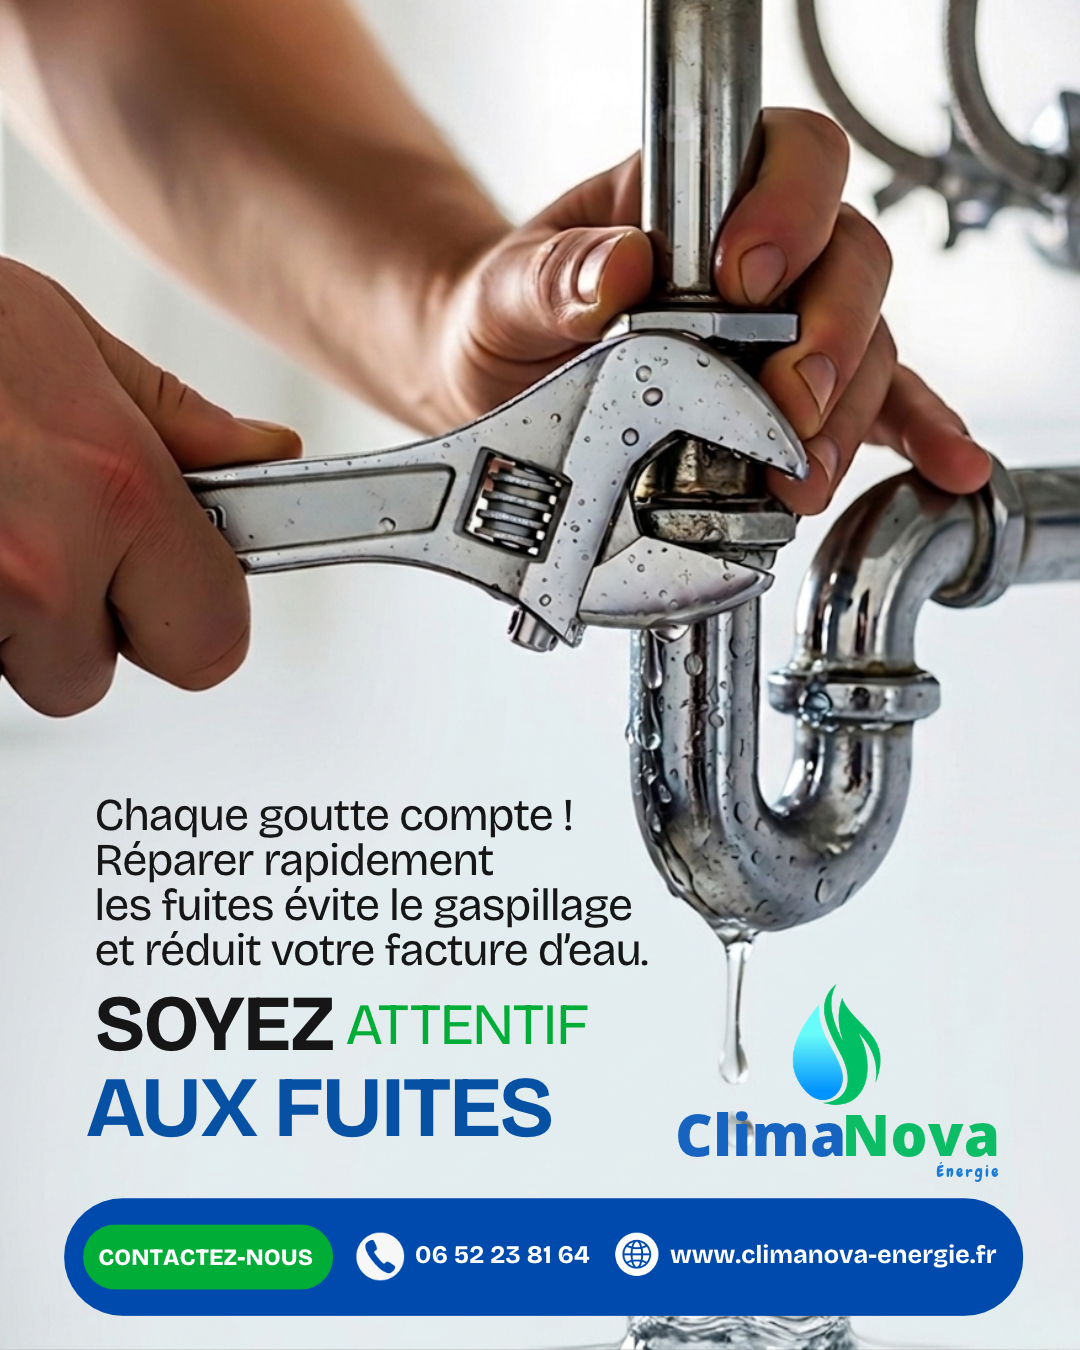 Chaque goutte compte !
Réparer rapidement
les fuites évite le gaspillage
et réduit votre facture d'eau.
SOYEZ ATTENTIF
AUX FUITES
ClimaNova
Énergie
CONTACTEZ-NOUS 06 52 23 81 64 www.climanova-energie.fr